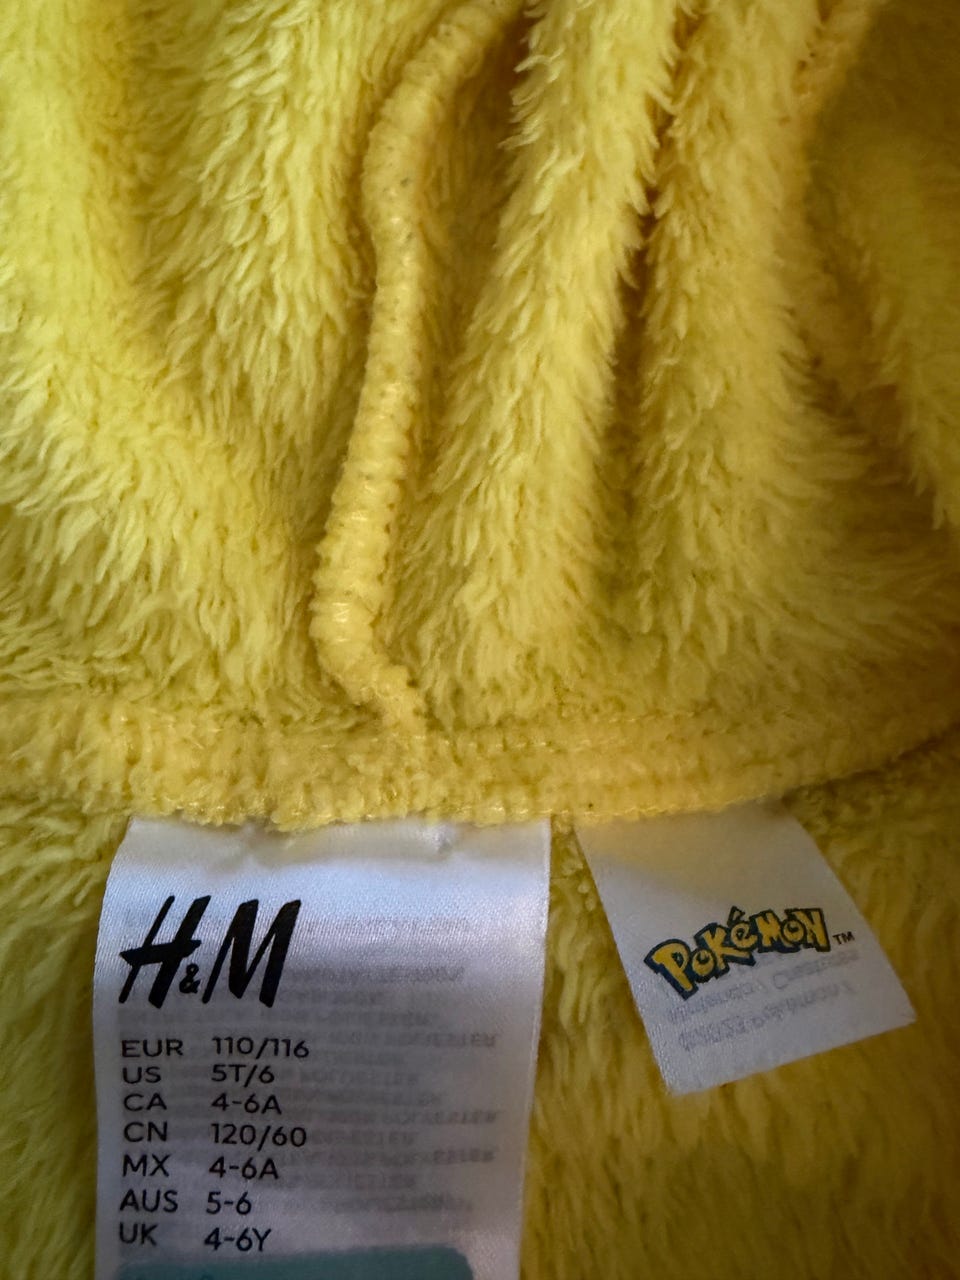 H&M
EUR 110/116
US 5T/6
CA 4-6A
CN 120/60
MX 4-6A
AUS 5-6
UK 4-6Y
Pokémon™